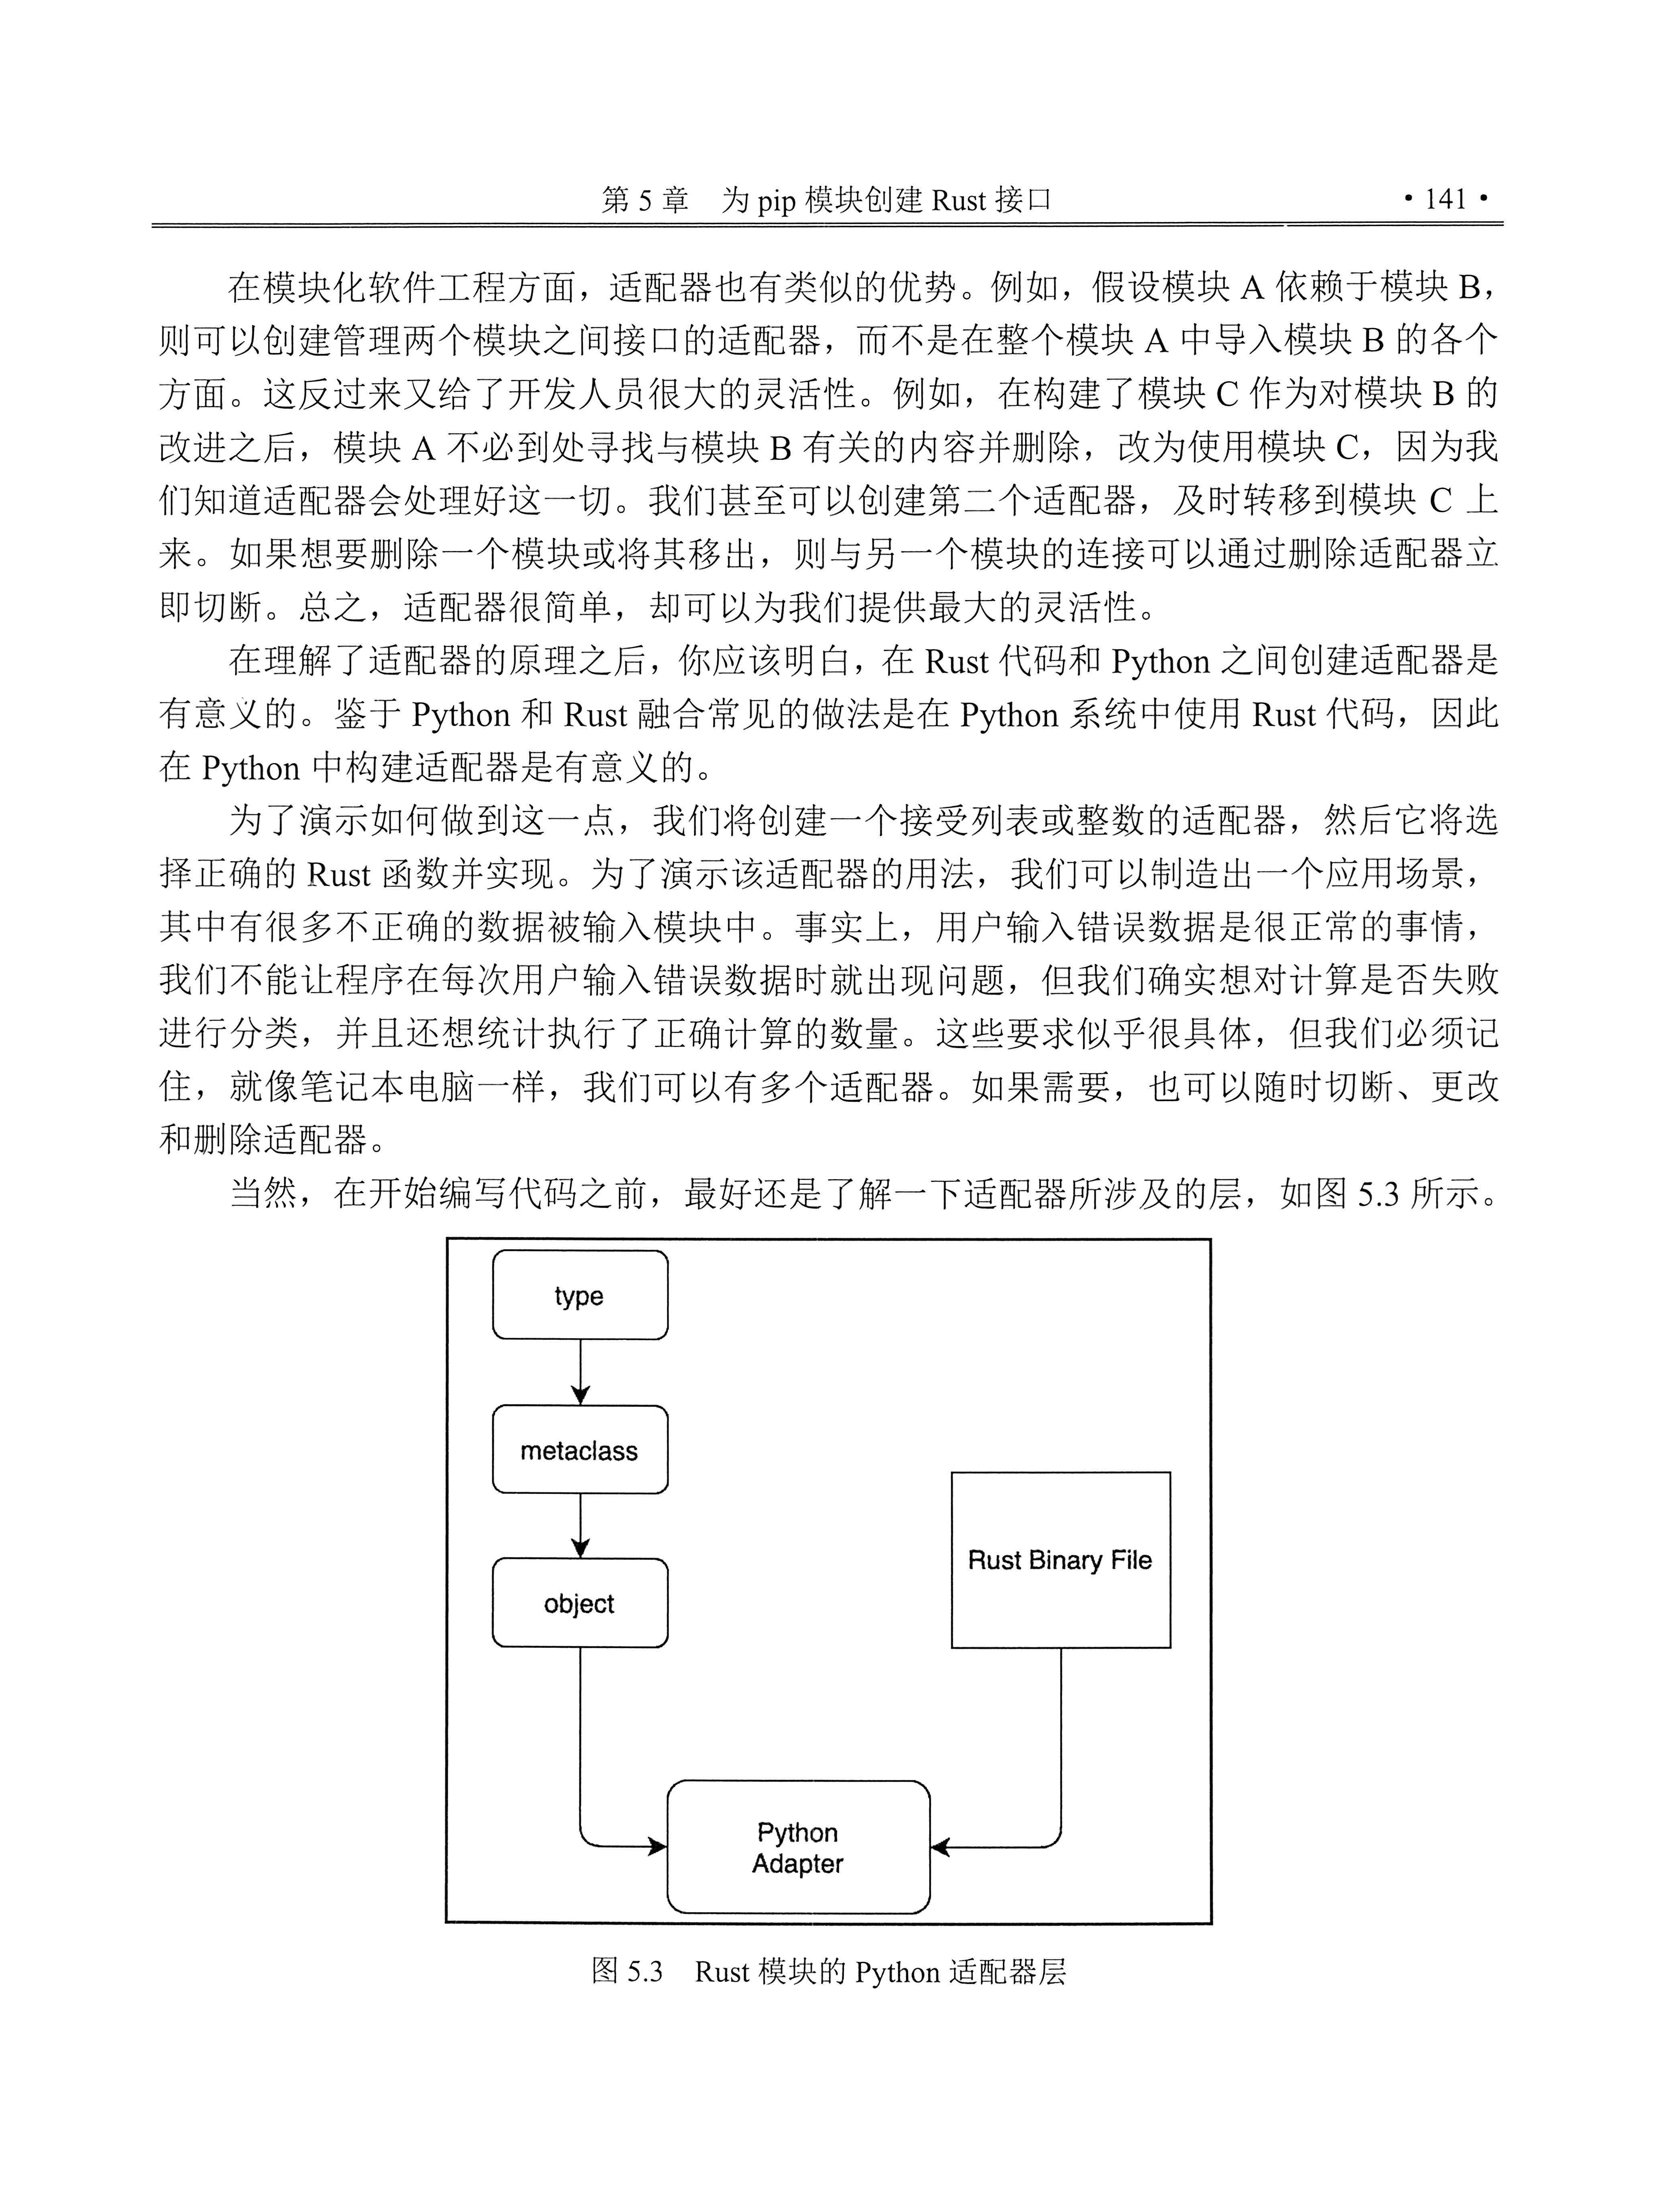 第 5 章　为 pip 模块创建 Rust 接口
• 141 •
在模块化软件工程方面，适配器也有类似的优势。例如，假设模块 A 依赖于模块 B，
则可以创建管理两个模块之间接口的适配器，而不是在整个模块 A 中导入模块 B 的各个
方面。这反过来又给了开发人员很大的灵活性。例如，在构建了模块 C 作为对模块 B 的
改进之后，模块 A 不必到处寻找与模块 B 有关的内容并删除，改为使用模块 C，因为我
们知道适配器会处理好这一切。我们甚至可以创建第二个适配器，及时转移到模块 C 上
来。如果想要删除一个模块或将其移出，则与另一个模块的连接可以通过删除适配器立
即切断。总之，适配器很简单，却可以为我们提供最大的灵活性。
在理解了适配器的原理之后，你应该明白，在 Rust 代码和 Python 之间创建适配器是
有意义的。鉴于 Python 和 Rust 融合常见的做法是在 Python 系统中使用 Rust 代码，因此
在 Python 中构建适配器是有意义的。
为了演示如何做到这一点，我们将创建一个接受列表或整数的适配器，然后它将选
择正确的 Rust 函数并实现。为了演示该适配器的用法，我们可以制造出一个应用场景，
其中有很多不正确的数据被输入模块中。事实上，用户输入错误数据是很正常的事情，
我们不能让程序在每次用户输入错误数据时就出现问题，但我们确实想对计算是否失败
进行分类，并且还想统计执行了正确计算的数量。这些要求似乎很具体，但我们必须记
住，就像笔记本电脑一样，我们可以有多个适配器。如果需要，也可以随时切断、更改
和删除适配器。
当然，在开始编写代码之前，最好还是了解一下适配器所涉及的层，如图 5.3 所示。
type
metaclass
object
Rust Binary File
Python
Adapter
图 5.3　Rust 模块的 Python 适配器层